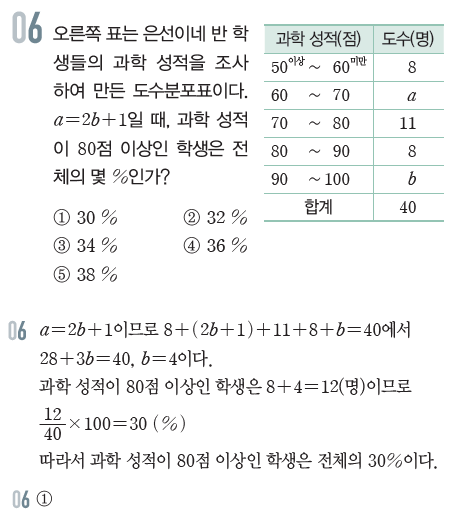 06 오른쪽 표는 은선이네 반 학
생들의 과학 성적을 조사
하여 만든 도수분포표이다.
a=2b+1일 때, 과학 성적
이 80점 이상인 학생은 전
체의 몇 %인가?
① 30 % ② 32 %
③ 34 % ④ 36 %
⑤ 38 %
과학 성적(점) 도수(명)
50이상 ~ 60미만 8
60 ~ 70 a
70 ~ 80 11
80 ~ 90 8
90 ~ 100 b
합계 40
06 a=2b+1이므로 8+(2b+1)+11+8+b=40에서
28+3b=40, b=4이다.
과학 성적이 80점 이상인 학생은 8+4=12(명)이므로
12/40 ×100=30 (%)
따라서 과학 성적이 80점 이상인 학생은 전체의 30%이다.
06 ①